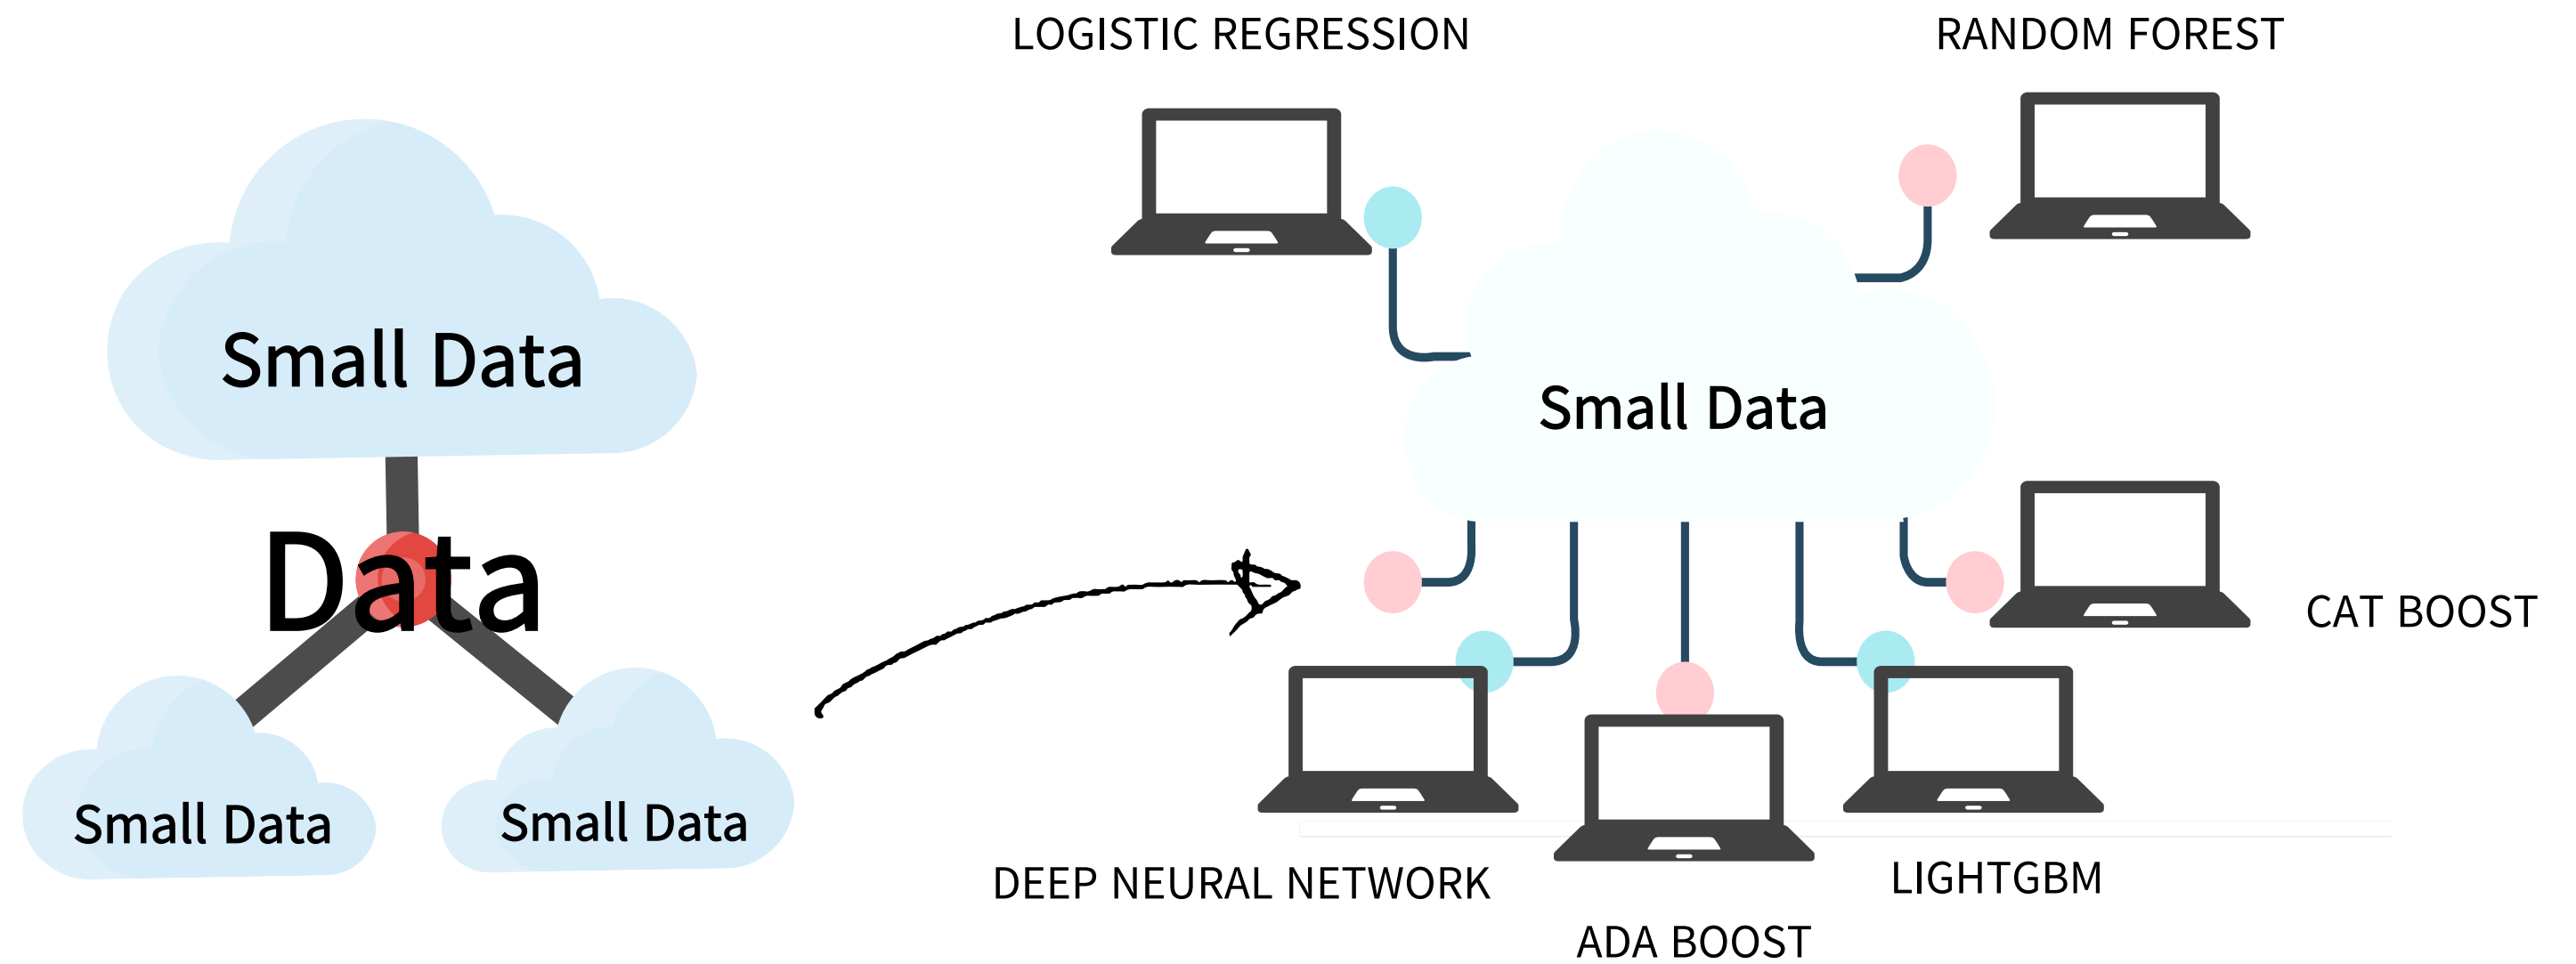 LOGISTIC REGRESSION
RANDOM FOREST
Small Data
Small Data
Data
CAT BOOST
Small Data
Small Data
DEEP NEURAL NETWORK
LIGHTGBM
ADA BOOST